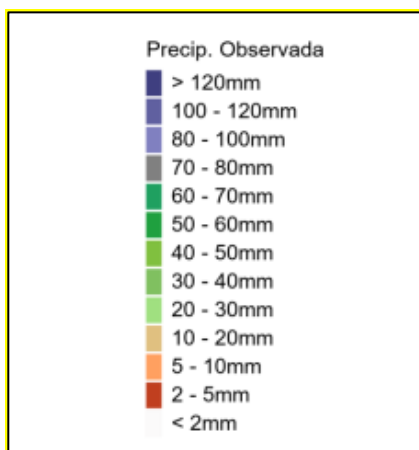 Precip. Observada
> 120mm
100 - 120mm
80 - 100mm
70 - 80mm
60 - 70mm
50 - 60mm
40 - 50mm
30 - 40mm
20 - 30mm
10 - 20mm
5 - 10mm
2 - 5mm
< 2mm